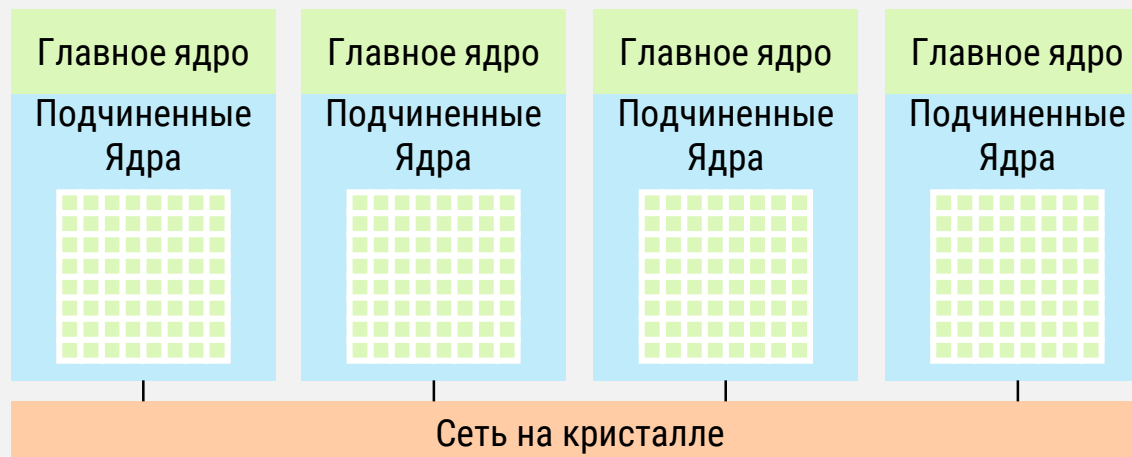 Главное ядро
Подчиненные
Ядра
Главное ядро
Подчиненные
Ядра
Главное ядро
Подчиненные
Ядра
Главное ядро
Подчиненные
Ядра
Сеть на кристалле